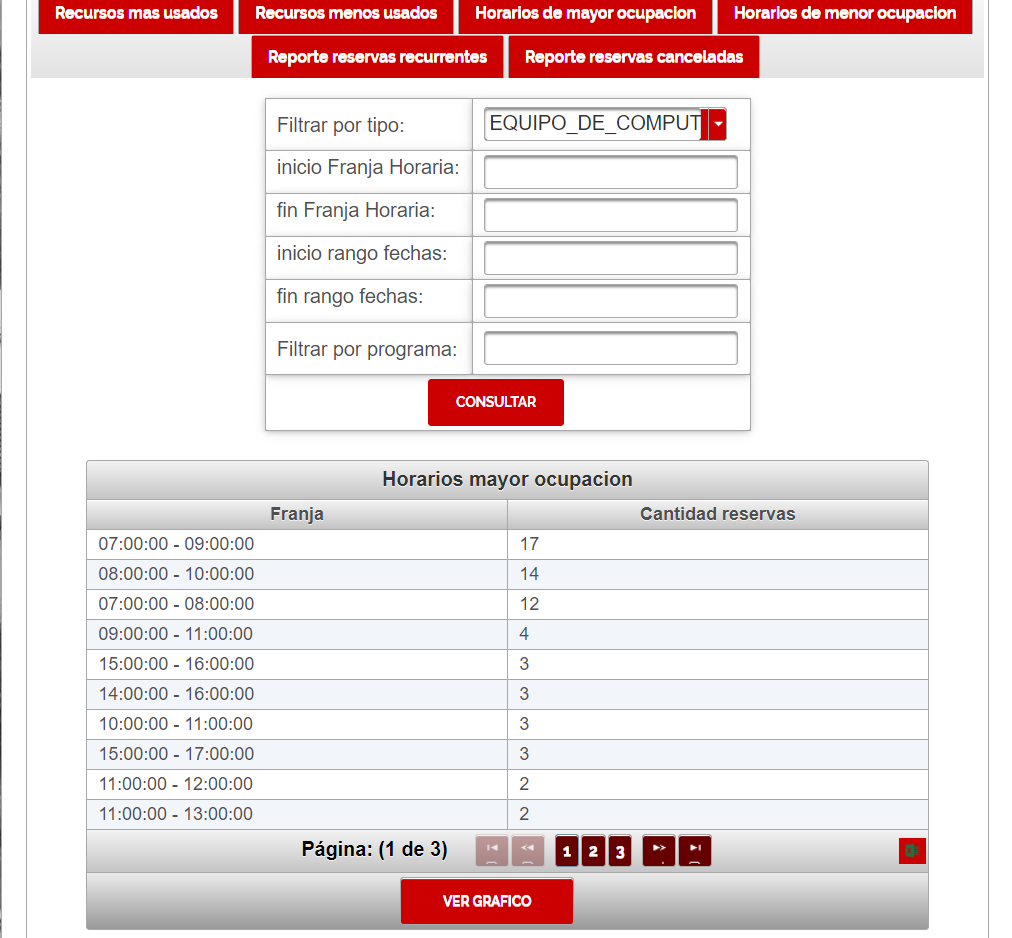 Recursos mas usados Recursos menos usados Horarios de mayor ocupacion Horarios de menor ocupacion
Reporte reservas recurrentes Reporte reservas canceladas
Filtrar por tipo: EQUIPO_DE_COMPUT
inicio Franja Horaria:
fin Franja Horaria:
inicio rango fechas:
fin rango fechas:
Filtrar por programa:
CONSULTAR
Horarios mayor ocupacion
Franja Cantidad reservas
07:00:00 - 09:00:00 17
08:00:00 - 10:00:00 14
07:00:00 - 08:00:00 12
09:00:00 - 11:00:00 4
15:00:00 - 16:00:00 3
14:00:00 - 16:00:00 3
10:00:00 - 11:00:00 3
15:00:00 - 17:00:00 3
11:00:00 - 12:00:00 2
11:00:00 - 13:00:00 2
Página: (1 de 3) 1 2 3
VER GRAFICO